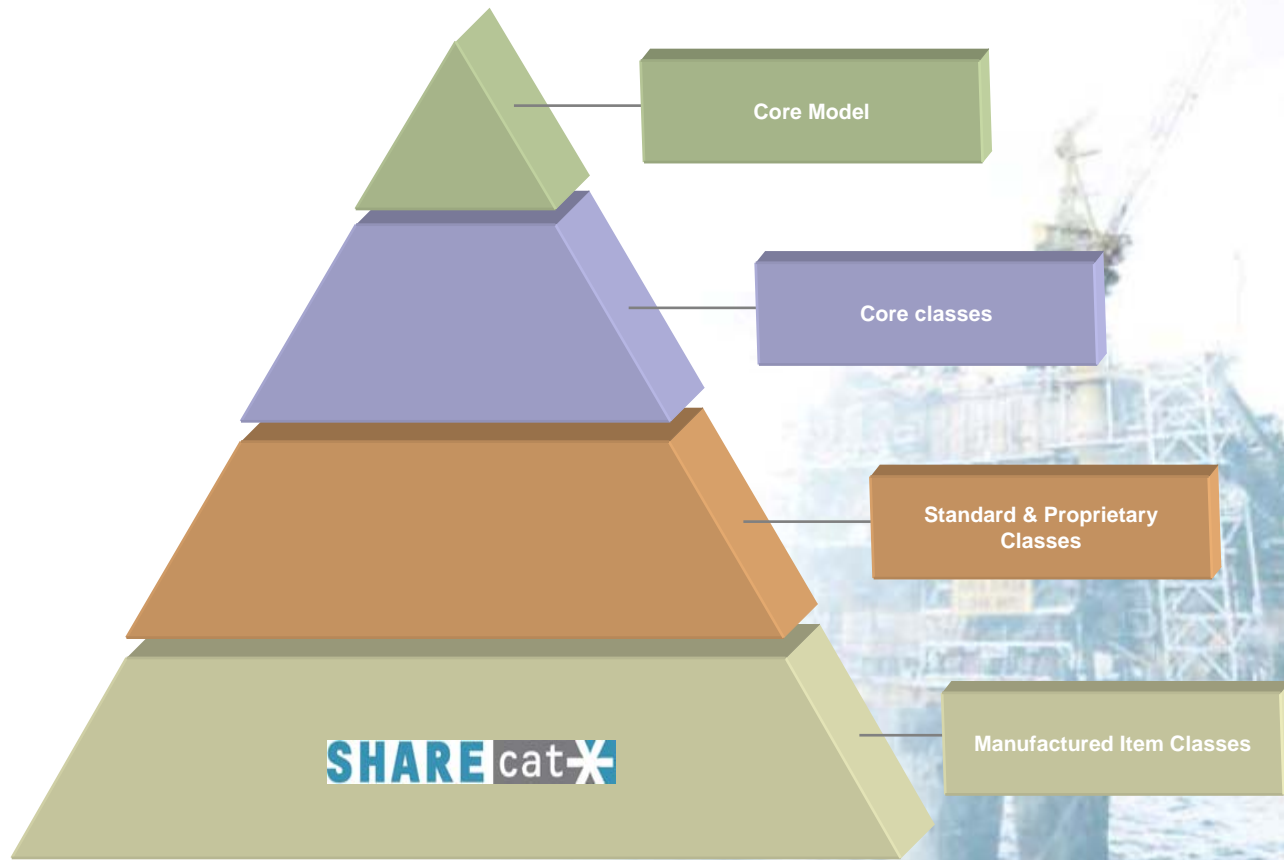 Core Model
Core classes
Standard & Proprietary
Classes
Manufactured Item Classes
SHARE cat